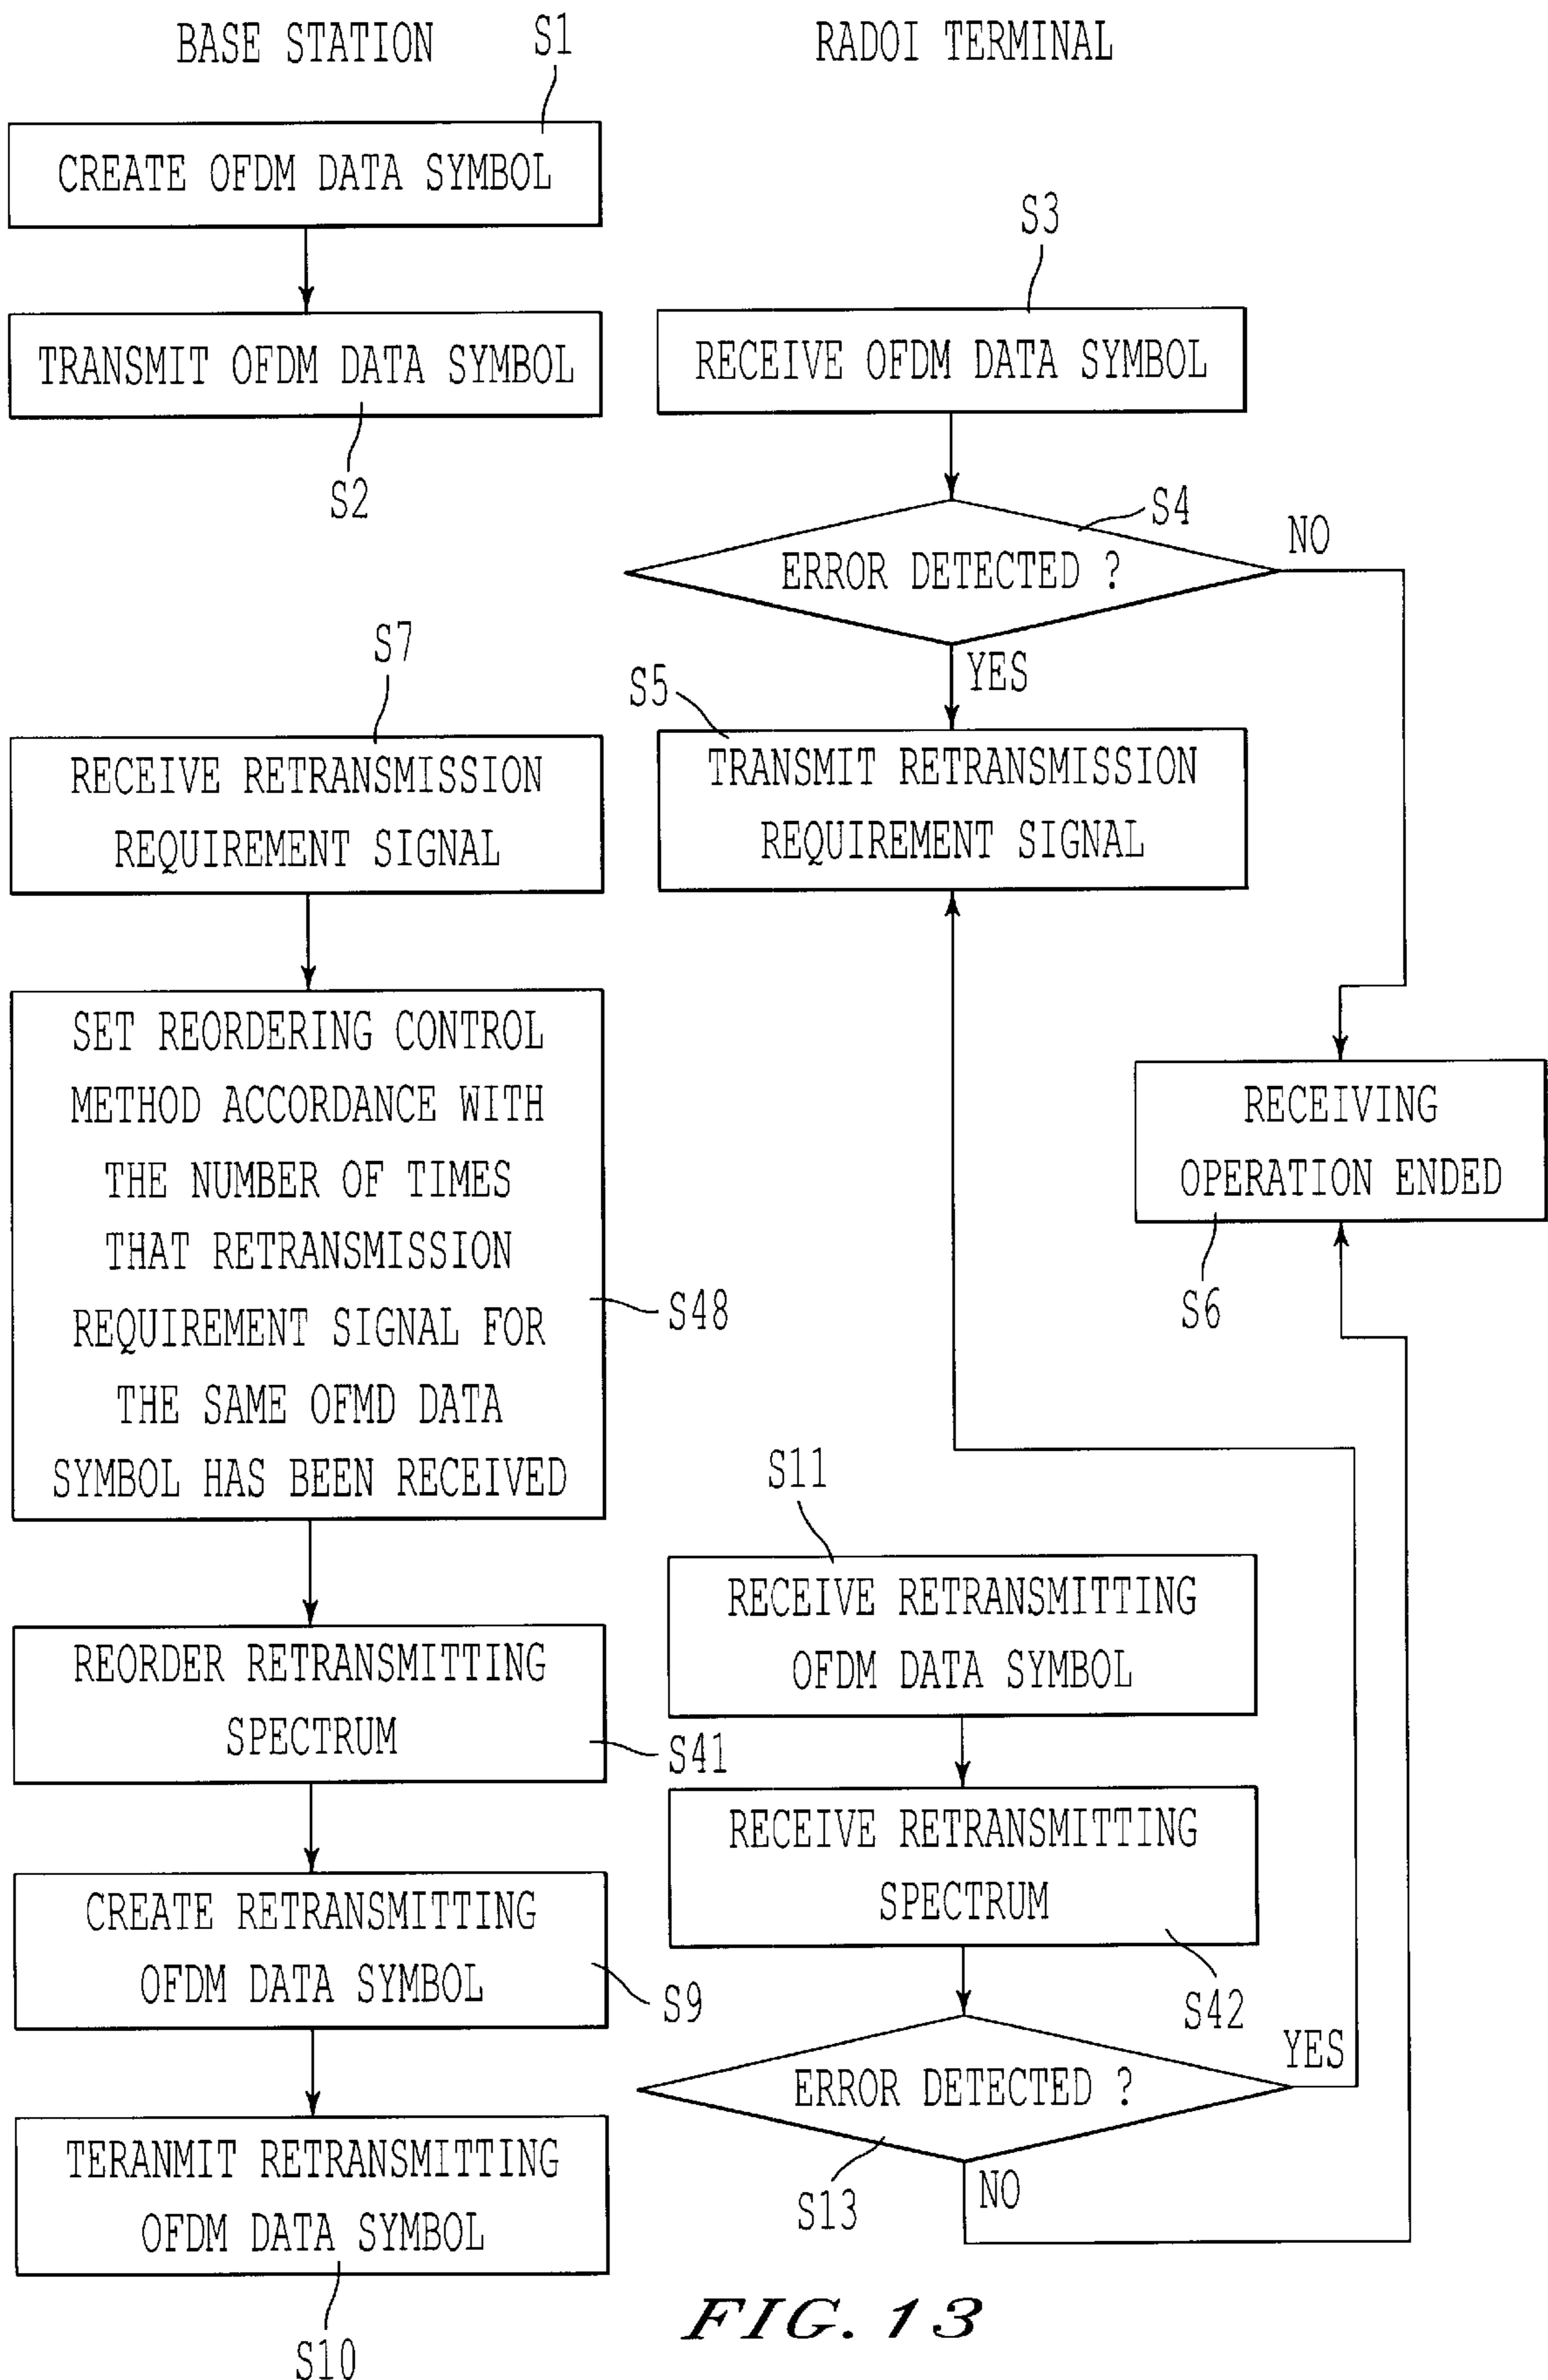 BASE STATION
S1
RADOI TERMINAL
CREATE OFDM DATA SYMBOL
S3
TRANSMIT OFDM DATA SYMBOL
S2
RECEIVE OFDM DATA SYMBOL
S4
NO
ERROR DETECTED ?
YES
S7
S5
RECEIVE RETRANSMISSION
REQUIREMENT SIGNAL
TRANSMIT RETRANSMISSION
REQUIREMENT SIGNAL
SET REORDERING CONTROL
METHOD ACCORDANCE WITH
THE NUMBER OF TIMES
THAT RETRANSMISSION
REQUIREMENT SIGNAL FOR
THE SAME OFMD DATA
SYMBOL HAS BEEN RECEIVED
S48
RECEIVING
OPERATION ENDED
S6
S11
RECEIVE RETRANSMITTING
OFDM DATA SYMBOL
REORDER RETRANSMITTING
SPECTRUM
S41
RECEIVE RETRANSMITTING
SPECTRUM
S42
CREATE RETRANSMITTING
OFDM DATA SYMBOL
S9
YES
ERROR DETECTED ?
S13
NO
TERANMIT RETRANSMITTING
OFDM DATA SYMBOL
S10
FIG. 13